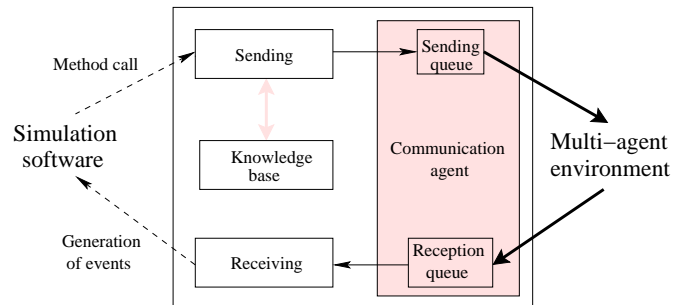 Method call
Sending
Sending
queue
Simulation
software
Knowledge
base
Communication
agent
Multi−agent
environment
Generation
of events
Receiving
Reception
queue